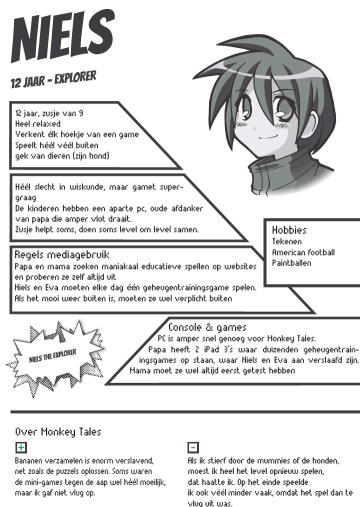 NIELS
12 JAAR - EXPLORER
12 jaar, zusje van 9
Heel relaxed
Verkent élk hoekje van een game
Speelt héél véél buiten
gek van dieren (zijn hond)
Héél slecht in wiskunde, maar gamet super-
graag
De kinderen hebben een aparte pc, oude afdanker
van papa die amper vlot draait.
Zusje helpt soms, doen soms level om level samen.
Hobbies
Tekenen
American football
Paintballen
Regels mediagebruik
Papa en mama zoeken maniakaal educatieve spellen op websites
en proberen ze zelf altijd uit
Niels en Eva moeten elke dag één geheugentrainingsgame spelen.
Als het mooi weer buiten is, moeten ze wel verplicht buiten
NIELS THE EXPLORER
Console & games
PC is amper snel genoeg voor Monkey Tales.
Papa heeft 2 iPad 3's waar duizenden geheugentrain-
ingsgames op staan, waar Niels en Eva aan verslaafd zijn.
Mama moet ze wel altijd eerst getest hebben
Over Monkey Tales
+
Bananen verzamelen is enorm verslavend,
net zoals de puzzels oplossen. Soms waren
de mini-games tegen de aap wel héél moeilijk,
maar ik gaf niet vlug op.
-
Als ik stierf door de mummies of de honden,
moest ik heel het level opnieuw spelen,
dat haatte ik. Op het einde speelde
ik ook véél minder vaak, omdat het spel dan te
vlug uit was.